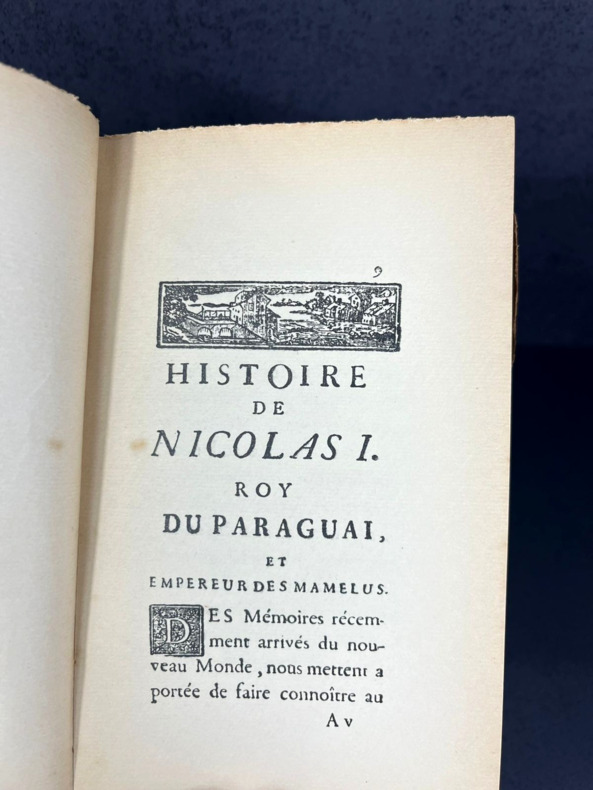 9
HISTOIRE
DE
NICOLAS I.
ROY
DU PARAGUAI,
ET
EMPEREUR DES MAMELUS.
DES Mémoires récem-
ment arrivés du nou-
veau Monde, nous mettent a
portée de faire connoître au
A v